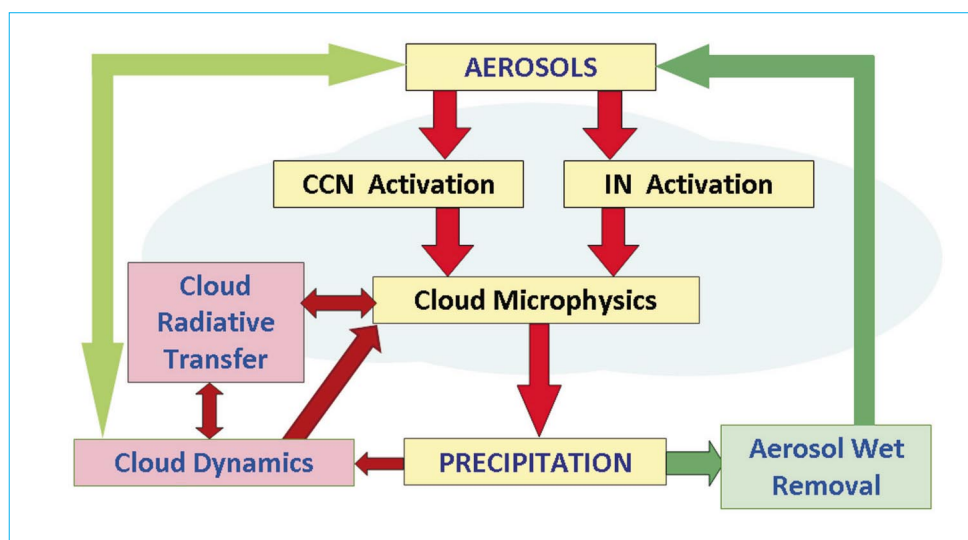 AEROSOLS
CCN Activation
IN Activation
Cloud
Radiative
Transfer
Cloud Microphysics
Cloud Dynamics
PRECIPITATION
Aerosol Wet
Removal